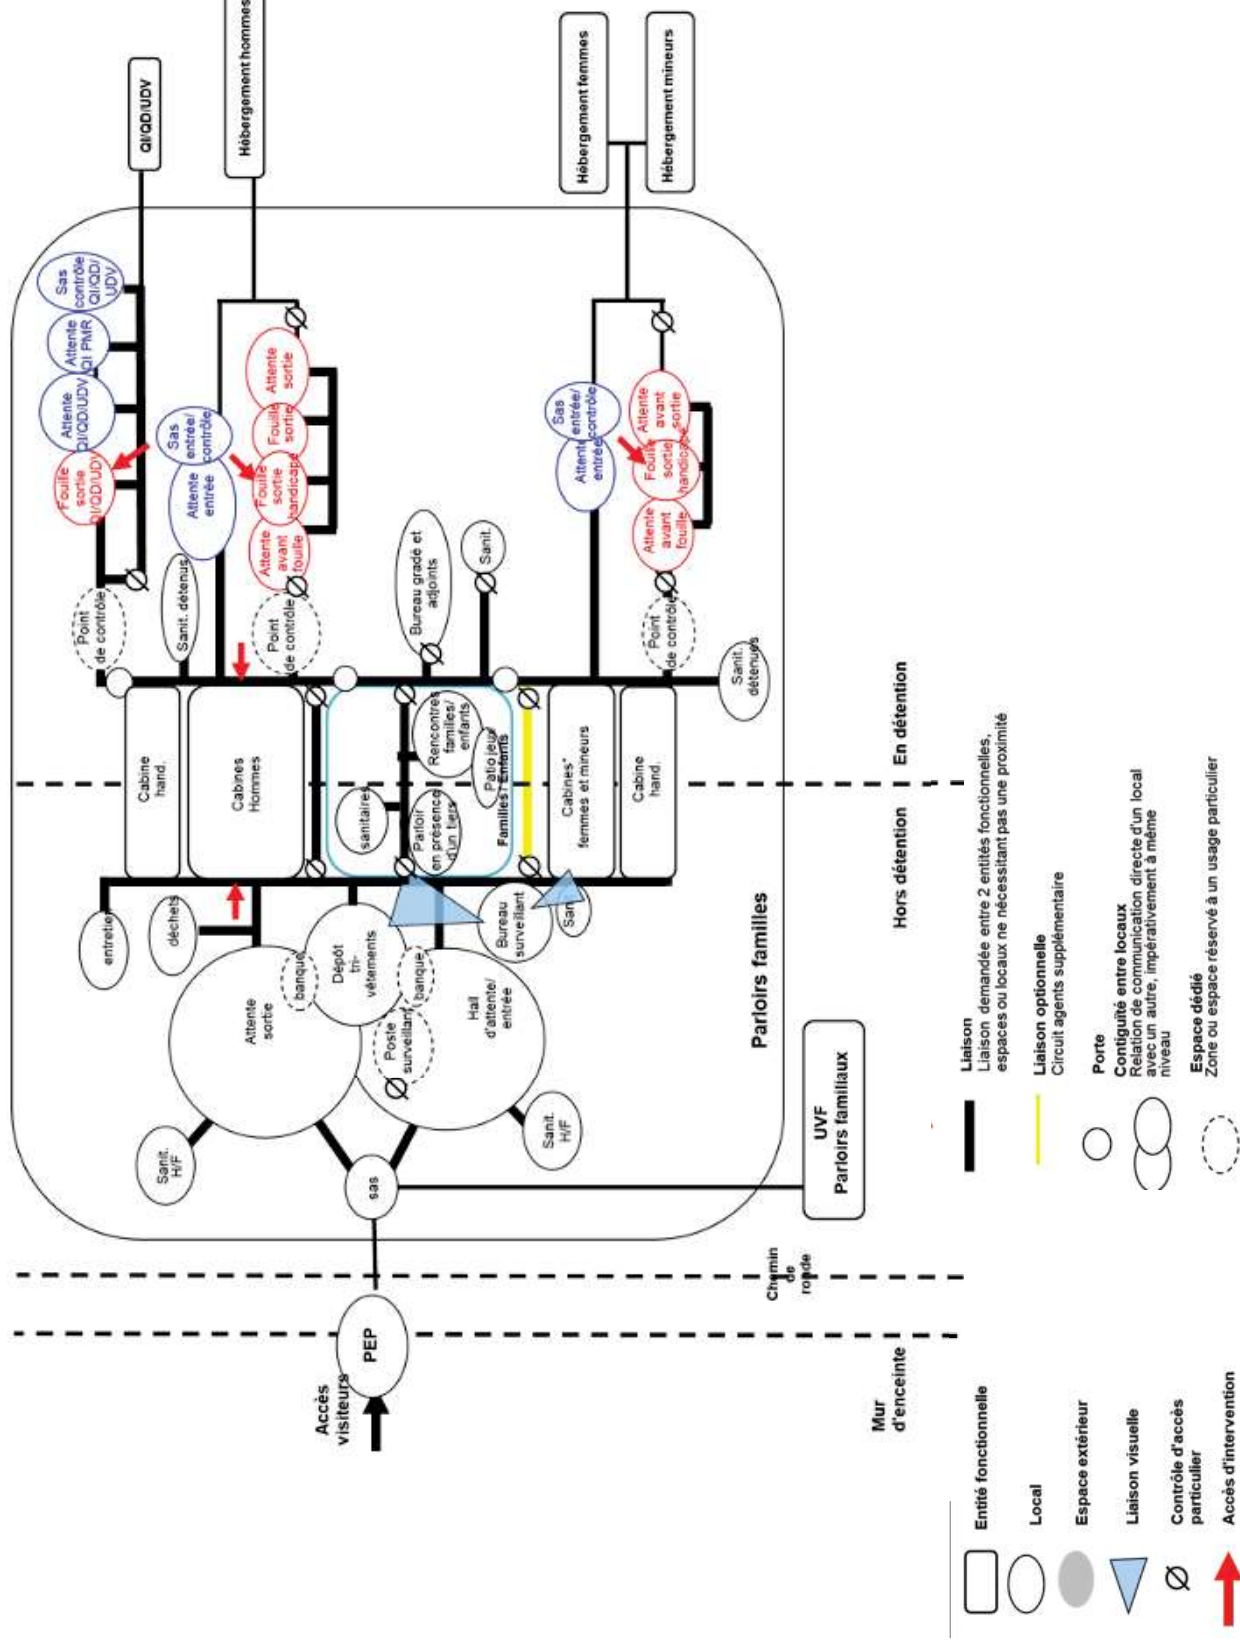 QI/QD/UDV
Hébergement hommes
Hébergement femmes
Hébergement mineurs
Sas
contrôle
QI/QD/
UDV
Attente
QI PMR
Attente
QI/QD/UDV
Fouille
sortie
QI/QD/UDV
Point
de contrôle
Sas
entrée/
contrôle
Attente
entrée
Sanit. détenus
Attente
sortie
Fouille
sortie
Fouille
sortie
handicapé
Attente
avant
fouille
Point
de contrôle
Bureau gradé et
adjoints
Sanit.
Sas
entrée/
contrôle
Attente
entrée
Attente
avant
sortie
Fouille
sortie
handicapé
Attente
avant
fouille
Point
de contrôle
Sanit.
détenues
Cabine
hand.
Cabines
Hommes
sanitaires
Rencontres
familles/
enfants
Parloir
en présence
d'un tiers
Patio jeux
Familles / Enfants
Cabines*
femmes et mineurs
Cabine
hand.
En détention
Hors détention
entretien
déchets
Attente
sortie
banque
Dépôt
tri-
vêtements
banque
Poste
surveillant
Hall
d'attente/
entrée
Bureau
surveillant
Sanit.
H/F
Sanit.
H/F
sas
Parloirs familles
UVF
Parloirs familiaux
Chemin
de
ronde
PEP
Accès
visiteurs
Mur
d'enceinte
Entité fonctionnelle
Local
Espace extérieur
Liaison visuelle
Contrôle d'accès
particulier
Accès d'intervention
Liaison
Liaison demandée entre 2 entités fonctionnelles,
espaces ou locaux ne nécessitant pas une proximité
Liaison optionnelle
Circuit agents supplémentaire
Porte
Contiguïté entre locaux
Relation de communication directe d'un local
avec un autre, impérativement à même
niveau
Espace dédié
Zone ou espace réservé à un usage particulier